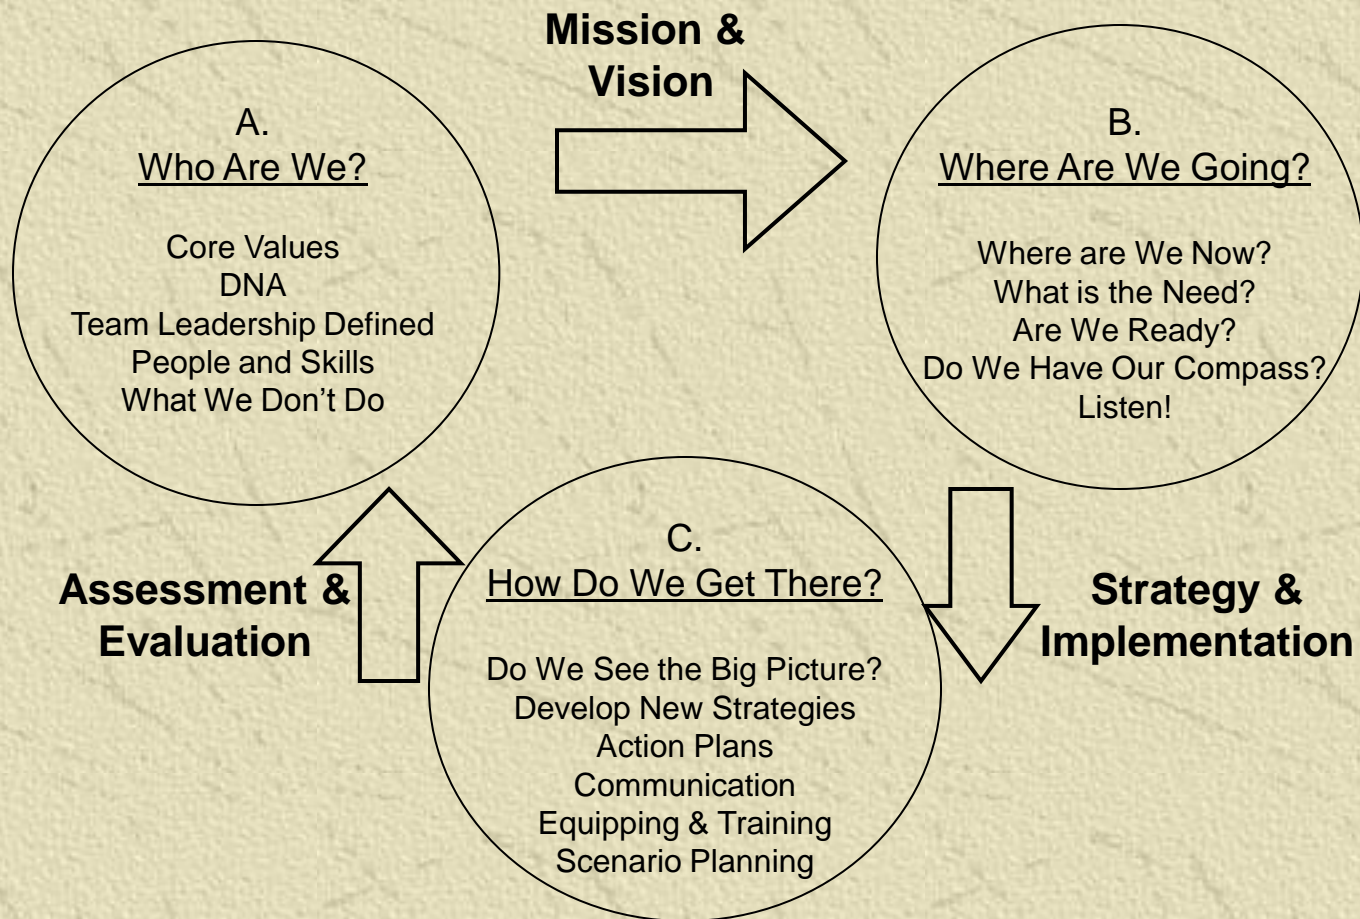 Mission &
Vision
A.
Who Are We?
Core Values
DNA
Team Leadership Defined
People and Skills
What We Don’t Do
B.
Where Are We Going?
Where are We Now?
What is the Need?
Are We Ready?
Do We Have Our Compass?
Listen!
Assessment &
Evaluation
C.
How Do We Get There?
Do We See the Big Picture?
Develop New Strategies
Action Plans
Communication
Equipping & Training
Scenario Planning
Strategy &
Implementation